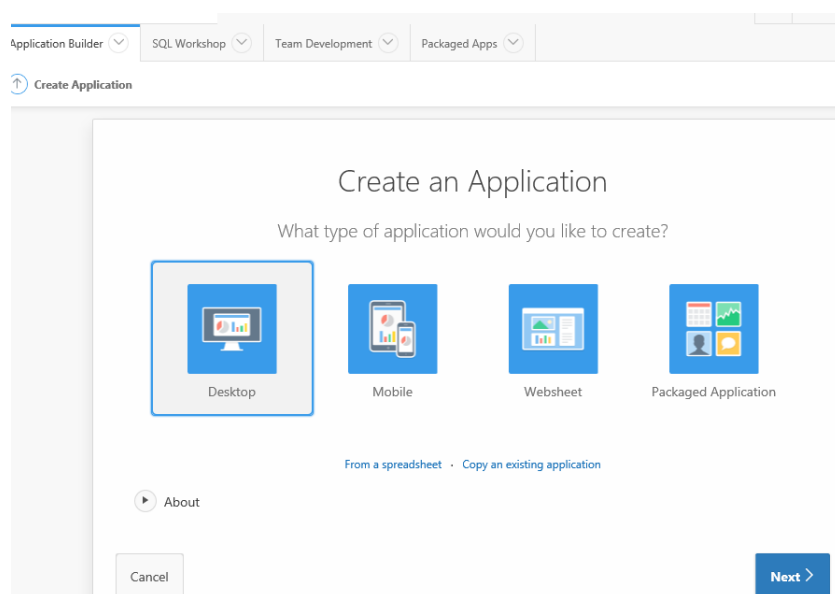 Application Builder SQL Workshop Team Development Packaged Apps
Create Application
Create an Application
What type of application would you like to create?
Desktop Mobile Websheet Packaged Application
From a spreadsheet · Copy an existing application
About
Cancel Next